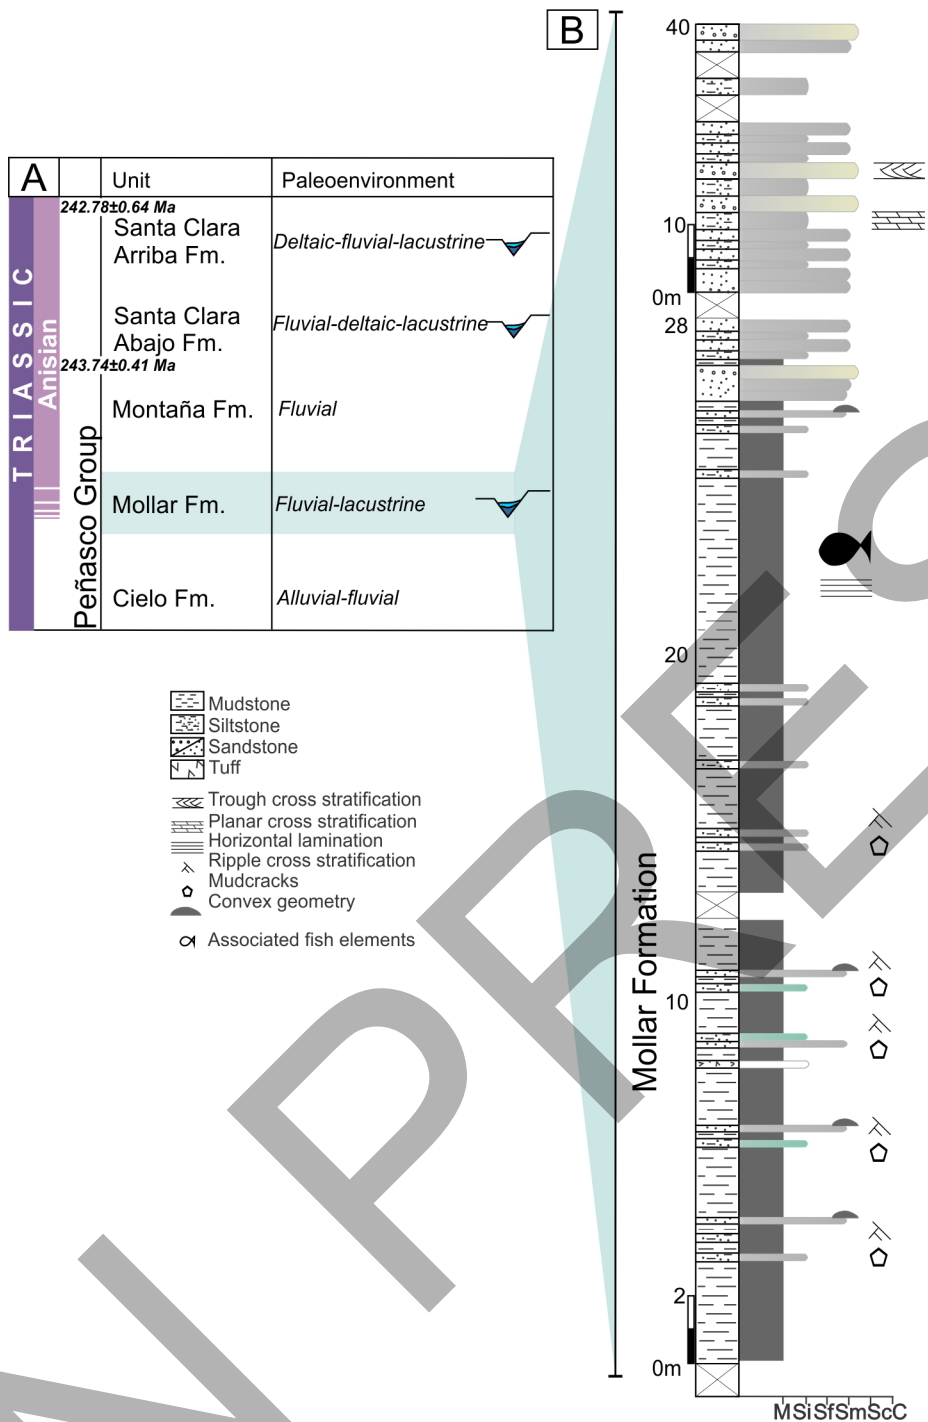 A
Unit
Paleoenvironment
TRIASSIC
Anisian
Peñasco Group
242.78±0.64 Ma
Santa Clara
Arriba Fm.
Deltaic-fluvial-lacustrine
Santa Clara
Abajo Fm.
Fluvial-deltaic-lacustrine
243.74±0.41 Ma
Montaña Fm.
Fluvial
Mollar Fm.
Fluvial-lacustrine
Cielo Fm.
Alluvial-fluvial
Mudstone
Siltstone
Sandstone
Tuff
Trough cross stratification
Planar cross stratification
Horizontal lamination
Ripple cross stratification
Mudcracks
Convex geometry
Associated fish elements
B
Mollar Formation
40
10
0m
28
20
10
2
0m
MSiSfSmScC
N PRE